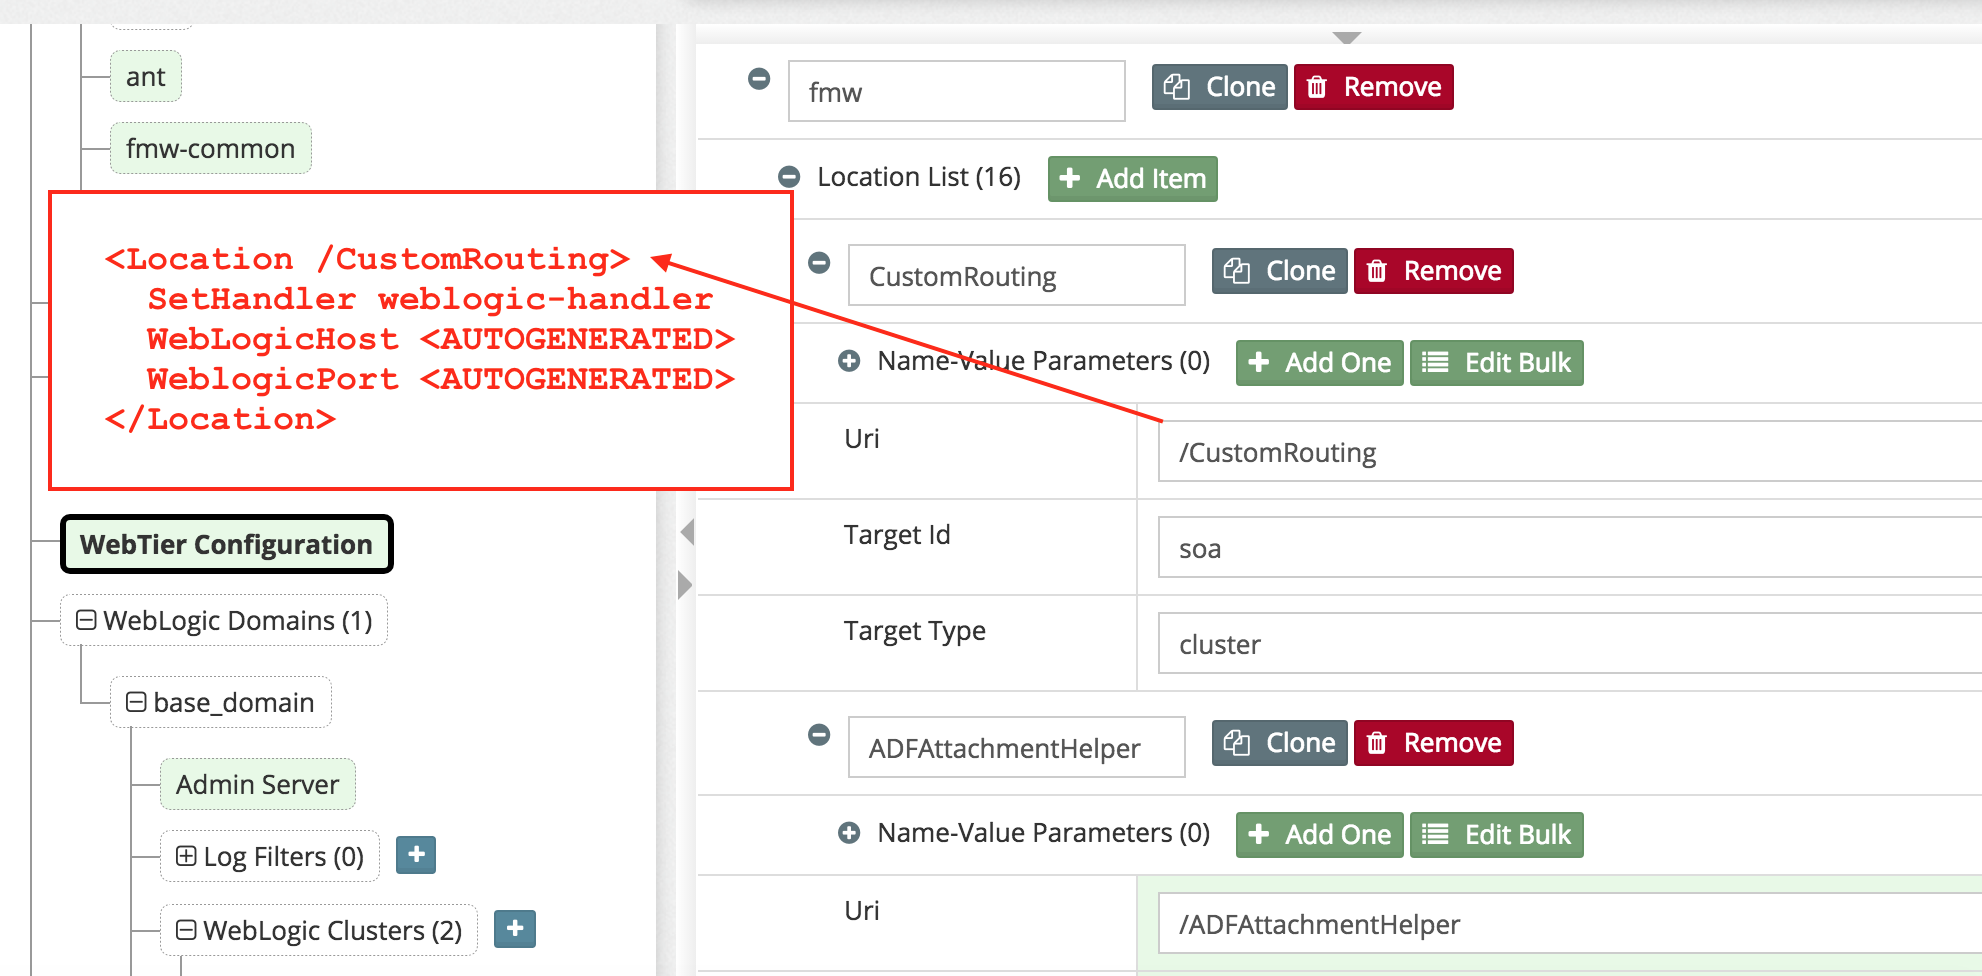 ant
fmw-common
<Location /CustomRouting>
SetHandler weblogic-handler
WebLogicHost <AUTOGENERATED>
WeblogicPort <AUTOGENERATED>
</Location>
WebTier Configuration
WebLogic Domains (1)
base_domain
Admin Server
Log Filters (0)
WebLogic Clusters (2)
fmw
Clone
Remove
Location List (16)
Add Item
CustomRouting
Clone
Remove
Name-Value Parameters (0)
Add One
Edit Bulk
Uri
/CustomRouting
Target Id
soa
Target Type
cluster
ADFAttachmentHelper
Clone
Remove
Name-Value Parameters (0)
Add One
Edit Bulk
Uri
/ADFAttachmentHelper